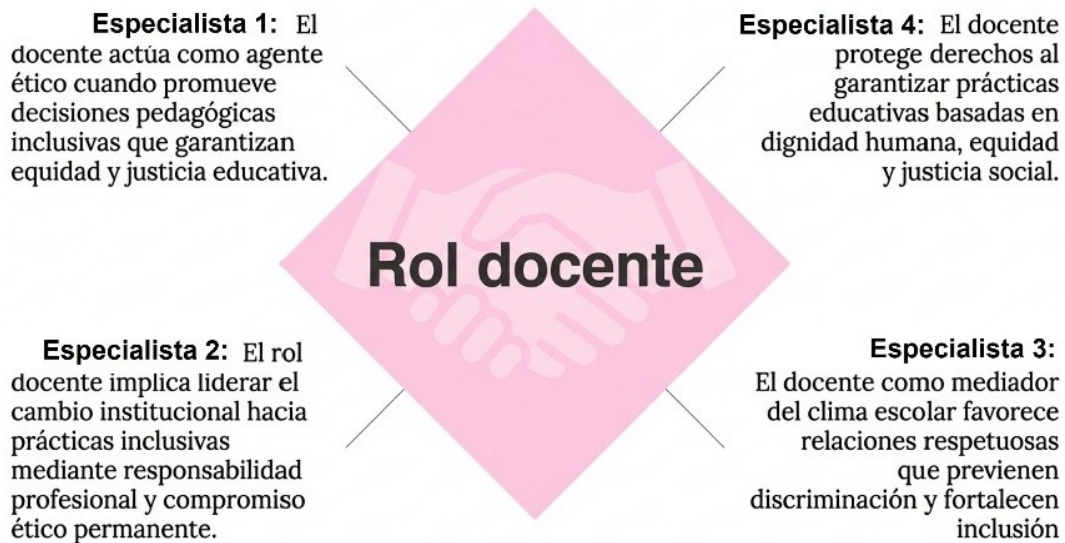 Especialista 1: El
docente actúa como agente
ético cuando promueve
decisiones pedagógicas
inclusivas que garantizan
equidad y justicia educativa.
Especialista 4: El docente
protege derechos al
garantizar prácticas
educativas basadas en
dignidad humana, equidad
y justicia social.
Rol docente
Especialista 2: El rol
docente implica liderar el
cambio institucional hacia
prácticas inclusivas
mediante responsabilidad
profesional y compromiso
ético permanente.
Especialista 3:
El docente como mediador
del clima escolar favorece
relaciones respetuosas
que previenen
discriminación y fortalecen
inclusión